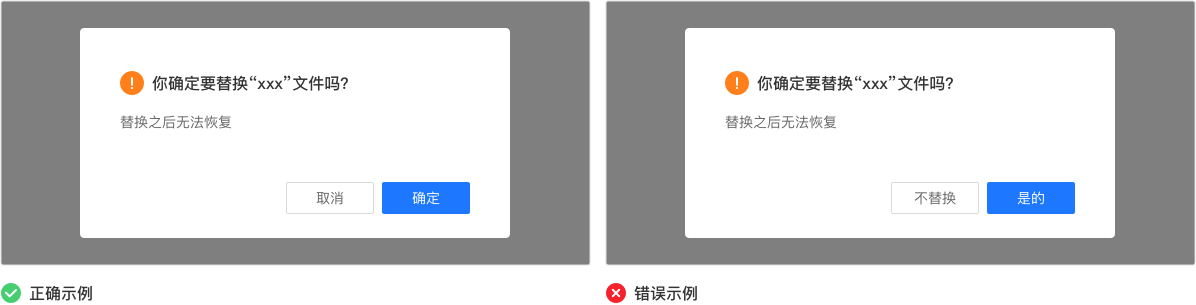 你确定要替换“xxx”文件吗?
替换之后无法恢复
取消
确定
正确示例
你确定要替换“xxx”文件吗?
替换之后无法恢复
不替换
是的
错误示例